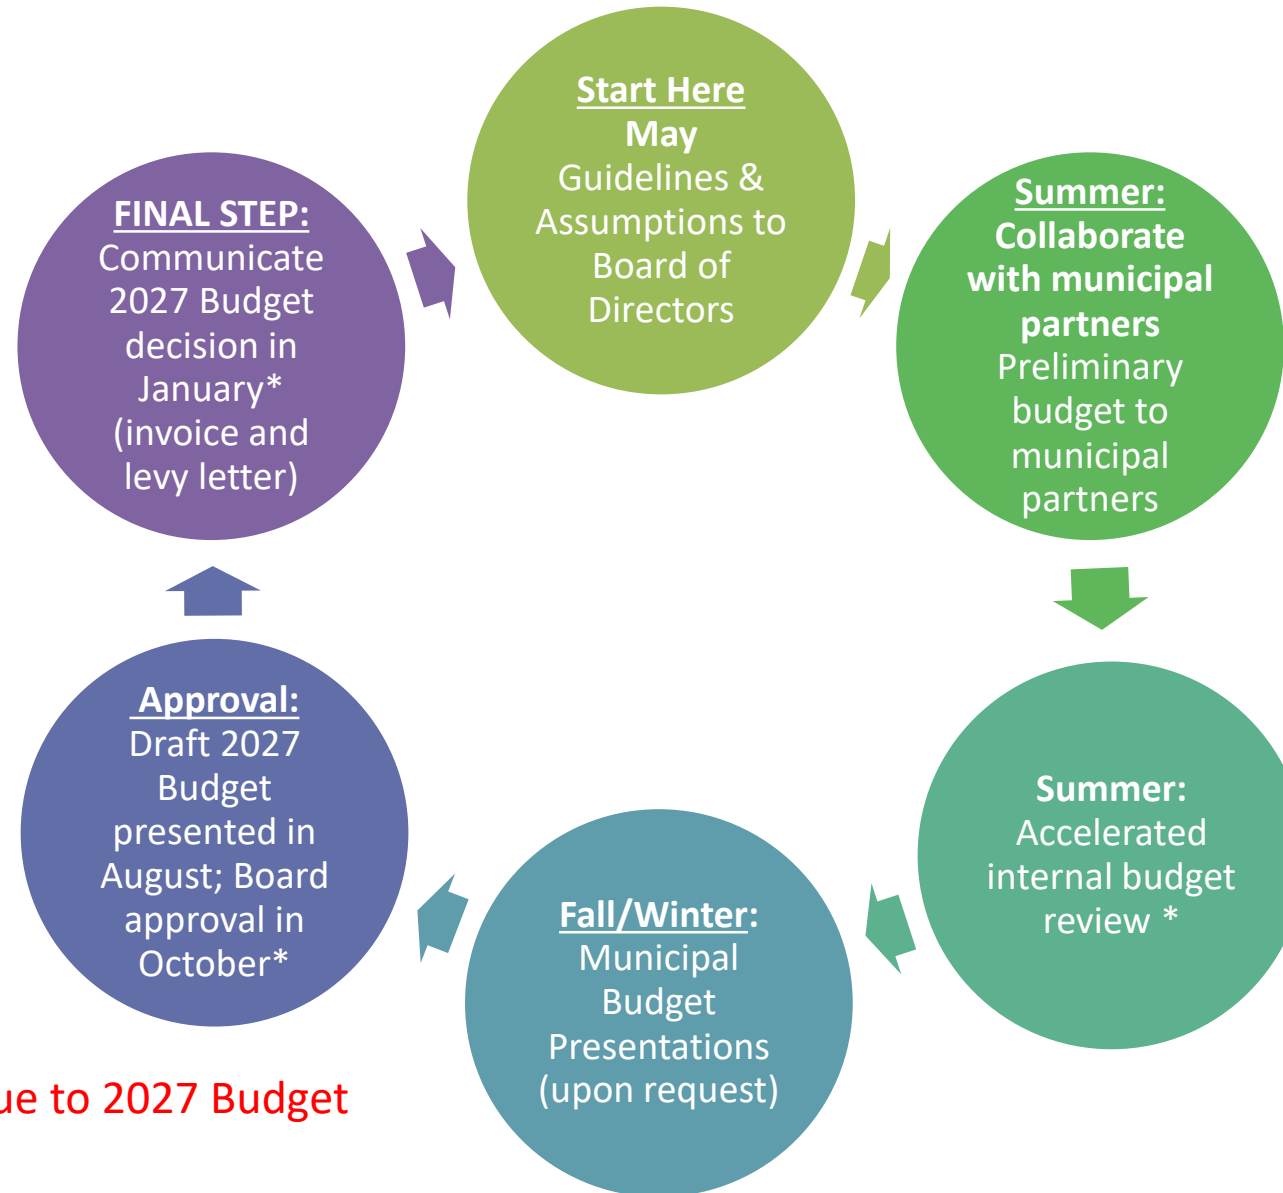 Start Here
May
Guidelines &
Assumptions to
Board of
Directors
Summer:
Collaborate
with municipal
partners
Preliminary
budget to
municipal
partners
Summer:
Accelerated
internal budget
review *
Fall/Winter:
Municipal
Budget
Presentations
(upon request)
Approval:
Draft 2027
Budget
presented in
August; Board
approval in
October*
FINAL STEP:
Communicate
2027 Budget
decision in
January*
(invoice and
levy letter)
to 2027 Budget